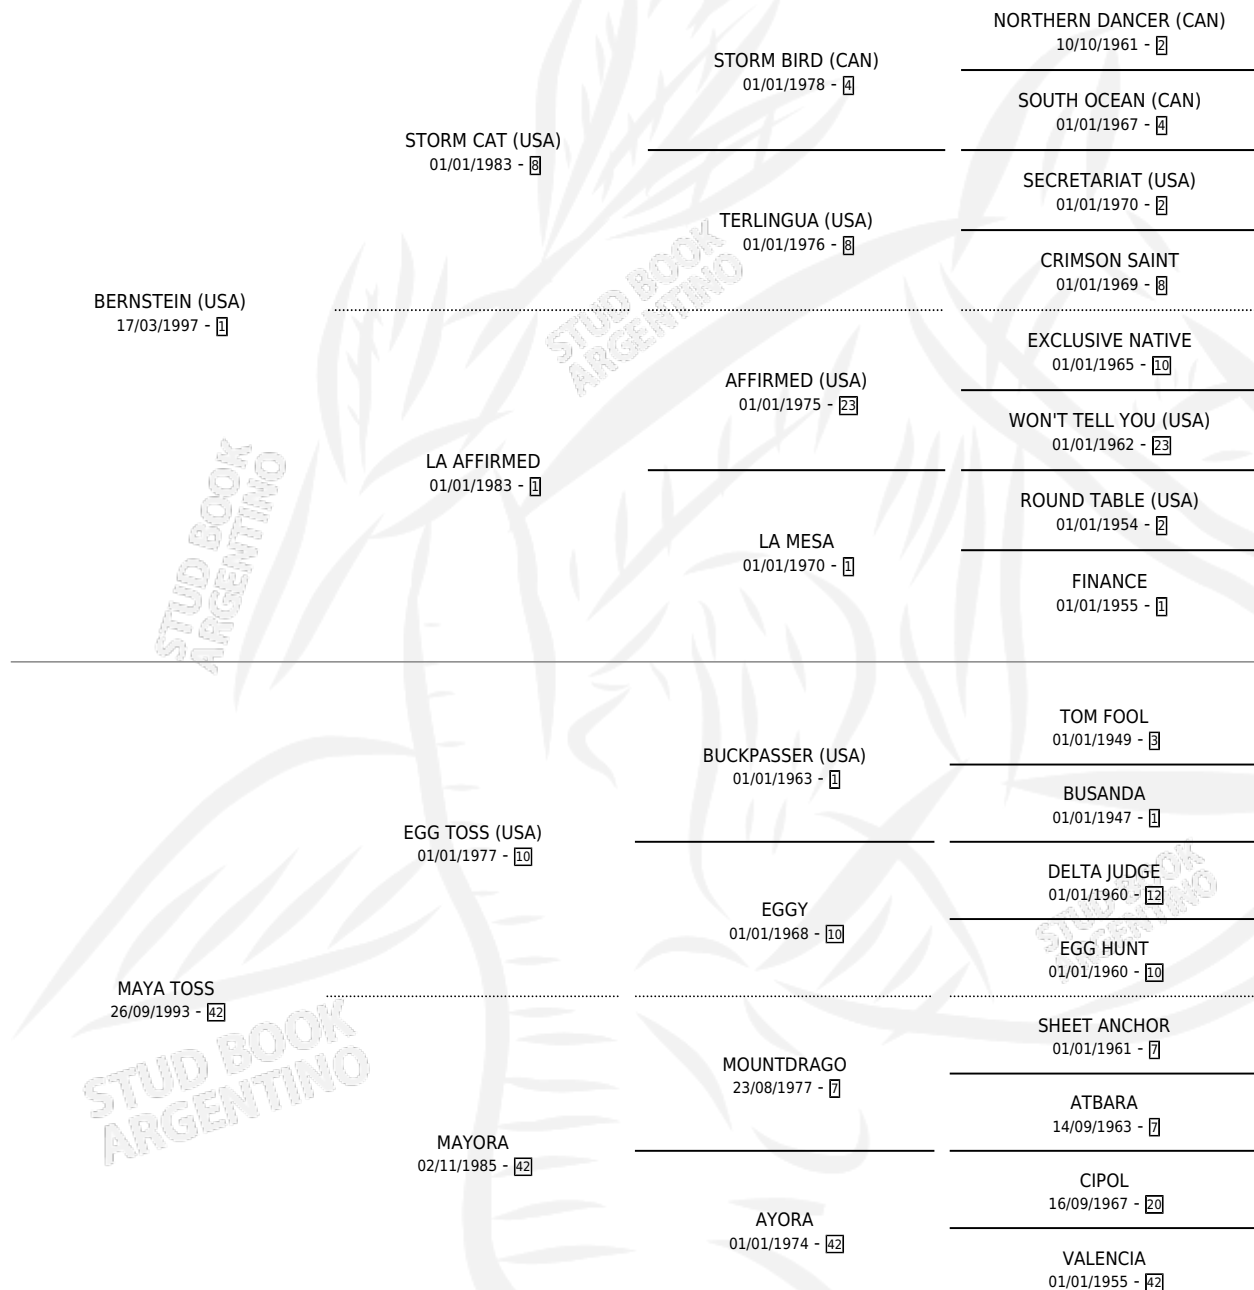 NORTHERN DANCER (CAN)
10/10/1961 - 2
STORM BIRD (CAN)
01/01/1978 - 4
SOUTH OCEAN (CAN)
01/01/1967 - 4
STORM CAT (USA)
01/01/1983 - 8
SECRETARIAT (USA)
01/01/1970 - 2
TERLINGUA (USA)
01/01/1976 - 8
CRIMSON SAINT
01/01/1969 - 8
BERNSTEIN (USA)
17/03/1997 - 1
EXCLUSIVE NATIVE
01/01/1965 - 10
AFFIRMED (USA)
01/01/1975 - 23
WON'T TELL YOU (USA)
01/01/1962 - 23
LA AFFIRMED
01/01/1983 - 1
ROUND TABLE (USA)
01/01/1954 - 2
LA MESA
01/01/1970 - 1
FINANCE
01/01/1955 - 1
TOM FOOL
01/01/1949 - 3
BUCKPASSER (USA)
01/01/1963 - 1
BUSANDA
01/01/1947 - 1
EGG TOSS (USA)
01/01/1977 - 10
DELTA JUDGE
01/01/1960 - 12
EGGY
01/01/1968 - 10
EGG HUNT
01/01/1960 - 10
MAYA TOSS
26/09/1993 - 42
SHEET ANCHOR
01/01/1961 - 7
MOUNTDRAGO
23/08/1977 - 7
ATBARA
14/09/1963 - 7
MAYORA
02/11/1985 - 42
CIPOL
16/09/1967 - 20
AYORA
01/01/1974 - 42
VALENCIA
01/01/1955 - 42
STUD BOOK
ARGENTINO
STUD BOOK
ARGENTINO
STUD BOOK
ARGENTINO
STUD BOOK
ARGENTINO